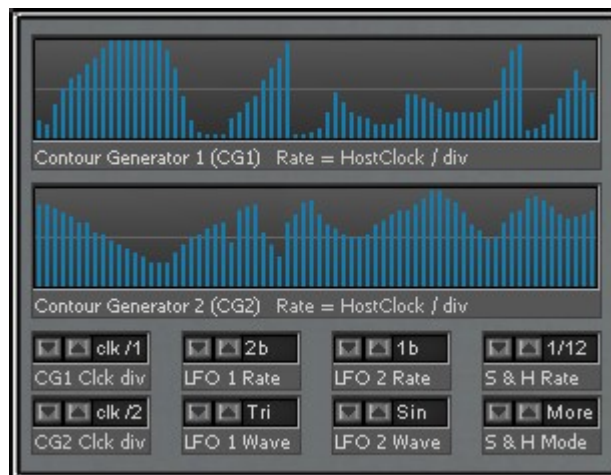 Contour Generator 1 (CG1) Rate = HostClock / div
Contour Generator 2 (CG2) Rate = HostClock / div
clk /1 2b 1b 1/12
CG1 Clck div LFO 1 Rate LFO 2 Rate S & H Rate
clk /2 Tri Sin More
CG2 Clck div LFO 1 Wave LFO 2 Wave S & H Mode